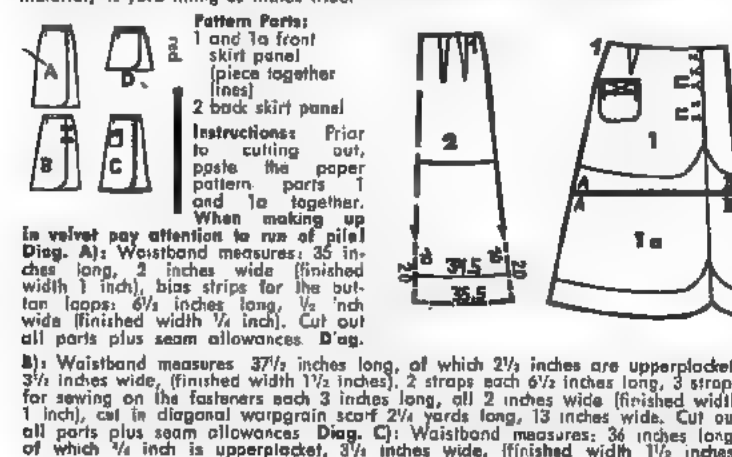 Pattern Parts:
1 and 1a front
skirt panel
(piece together
lines)
2 back skirt panel
Instructions: Prior
to cutting out,
paste the paper
pattern parts 1
and 1a together.
When making up
in velvet pay attention to run of pile!
Diag. A): Waistband measures: 35 in-
ches long, 2 inches wide (finished
width 1 inch), bias strips for the but-
ton loops: 6½ inches long, ½ inch
wide (finished width ¼ inch). Cut out
all parts plus seam allowances. Diag.
B): Waistband measures 37½ inches long, of which 2½ inches are upperplacket,
3½ inches wide, (finished width 1½ inches). 2 straps each 6½ inches long, 3 strap
for sewing on the fasteners each 3 inches long, all 2 inches wide (finished widt
1 inch), cut in diagonal warpgrain scarf 2¼ yards long, 13 inches wide. Cut ou
all parts plus seam allowances. Diag. C): Waistband measures: 36 inches long
of which ¾ inch is upperplacket, 3½ inches wide, (finished width 1½ inches
red
A
D
B
C
2
39.5
1
1
A
A
1a